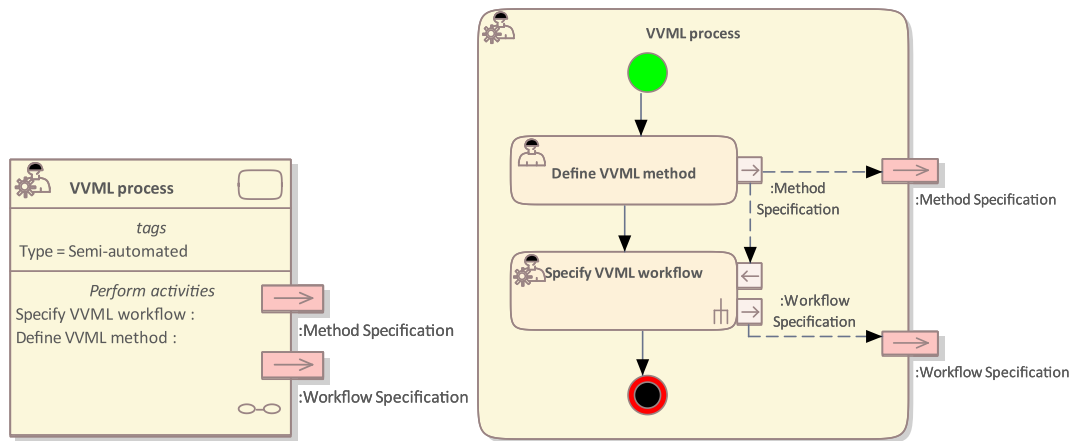 VVML process
tags
Type = Semi-automated
Perform activities
Specify VVML workflow :
Define VVML method :
:Method Specification
:Workflow Specification
VVML process
Define VVML method
:Method
Specification
:Method Specification
Specify VVML workflow
:Workflow
Specification
:Workflow Specification